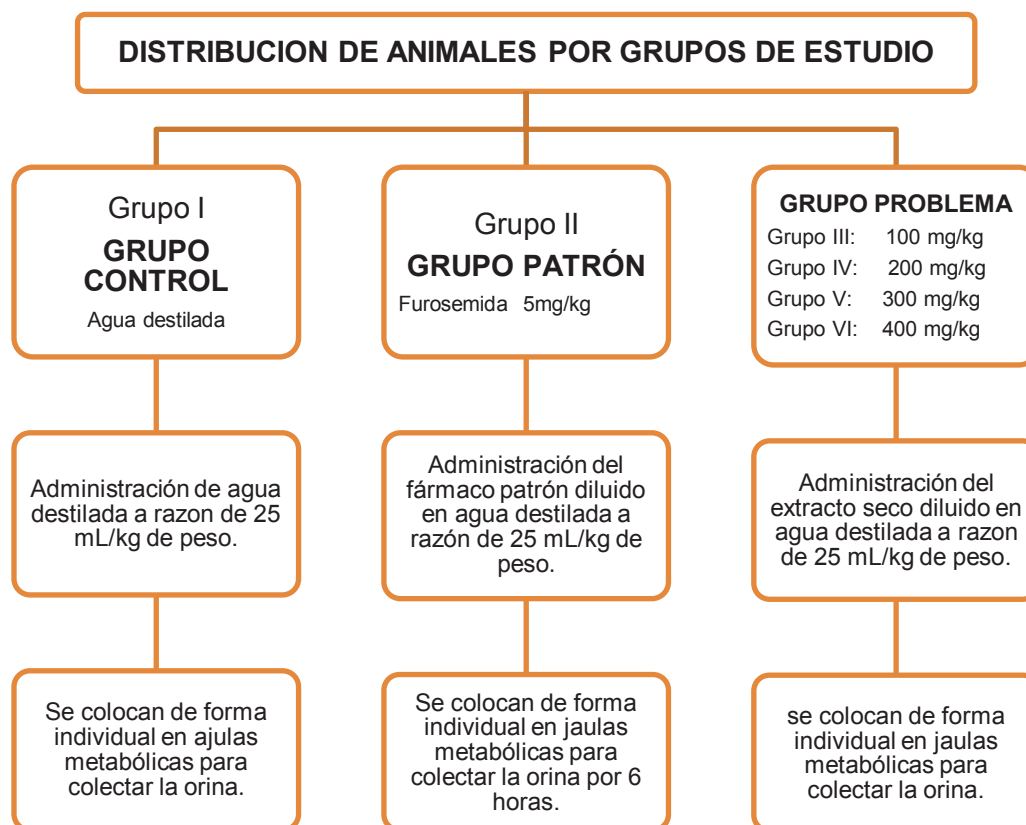 DISTRIBUCION DE ANIMALES POR GRUPOS DE ESTUDIO
Grupo I
GRUPO
CONTROL
Agua destilada
Grupo II
GRUPO PATRÓN
Furosemida 5mg/kg
GRUPO PROBLEMA
Grupo III: 100 mg/kg
Grupo IV: 200 mg/kg
Grupo V: 300 mg/kg
Grupo VI: 400 mg/kg
Administración de agua
destilada a razon de 25
mL/kg de peso.
Administración del
fármaco patrón diluido
en agua destilada a
razón de 25 mL/kg de
peso.
Administración del
extracto seco diluido en
agua destilada a razon
de 25 mL/kg de peso.
Se colocan de forma
individual en ajulas
metabólicas para
colectar la orina.
Se colocan de forma
individual en jaulas
metabólicas para
colectar la orina por 6
horas.
se colocan de forma
individual en jaulas
metabólicas para
colectar la orina.